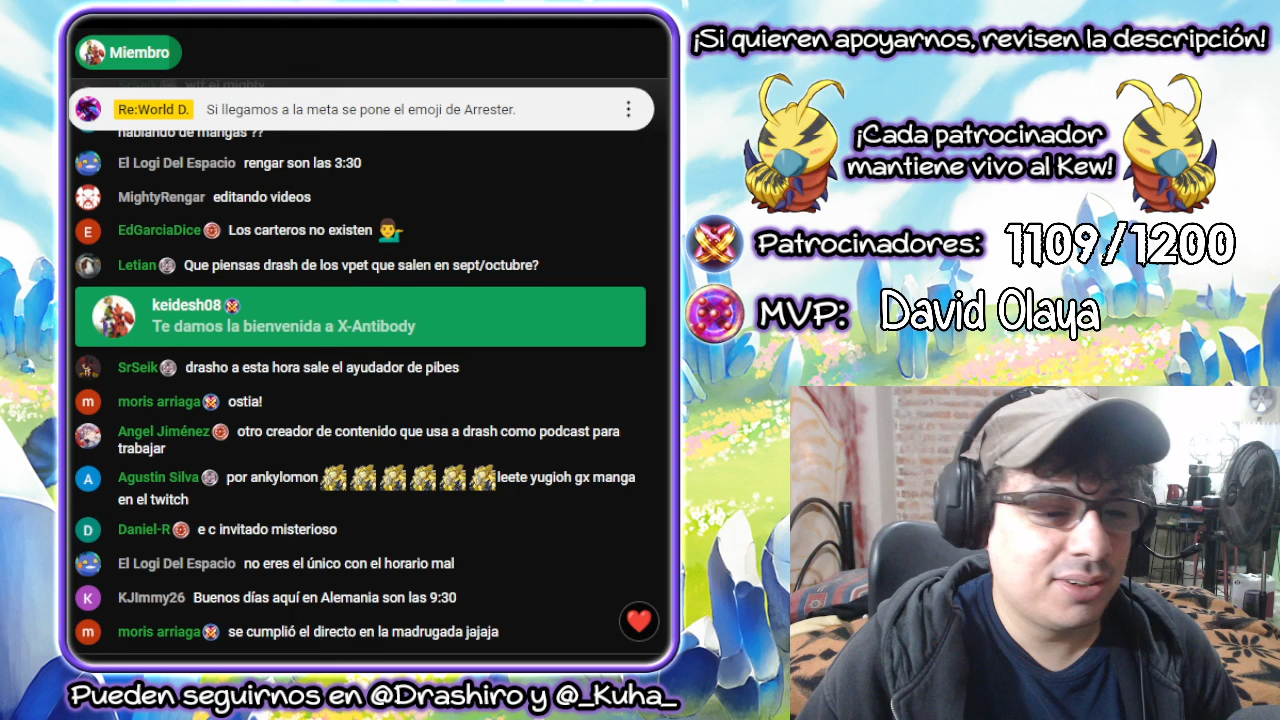 Miembro
SrSeik wtf el mighty
Re:World D. Si llegamos a la meta se pone el emoji de Arrester.
hablando de mangas ??
El Logi Del Espacio rengar son las 3:30
MightyRengar editando videos
E EdGarciaDice Los carteros no existen
Letian Que piensas drash de los vpet que salen en sept/octubre?
keidesh08
Te damos la bienvenida a X-Antibody
SrSeik drasho a esta hora sale el ayudador de pibes
m moris arriaga ostia!
Angel Jiménez otro creador de contenido que usa a drash como podcast para
trabajar
A Agustin Silva por ankylomon leete yugioh gx manga
en el twitch
D Daniel-R e c invitado misterioso
El Logi Del Espacio no eres el único con el horario mal
K KJImmy26 Buenos días aquí en Alemania son las 9:30
m moris arriaga se cumplió el directo en la madrugada jajaja
Pueden seguirnos en @Drashiro y @_Kuha_
¡Si quieren apoyarnos, revisen la descripción!
¡Cada patrocinador
mantiene vivo al Kew!
Patrocinadores: 1109/1200
MVP: David Olaya